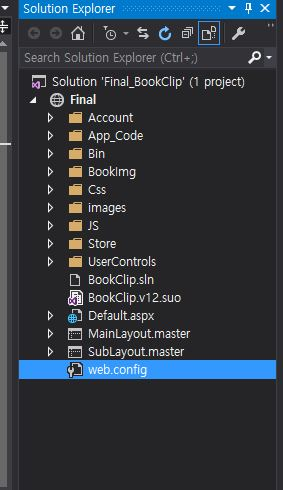 Solution Explorer
Search Solution Explorer (Ctrl+;)
Solution 'Final_BookClip' (1 project)
Final
Account
App_Code
Bin
BookImg
Css
images
JS
Store
UserControls
BookClip.sln
BookClip.v12.suo
Default.aspx
MainLayout.master
SubLayout.master
web.config